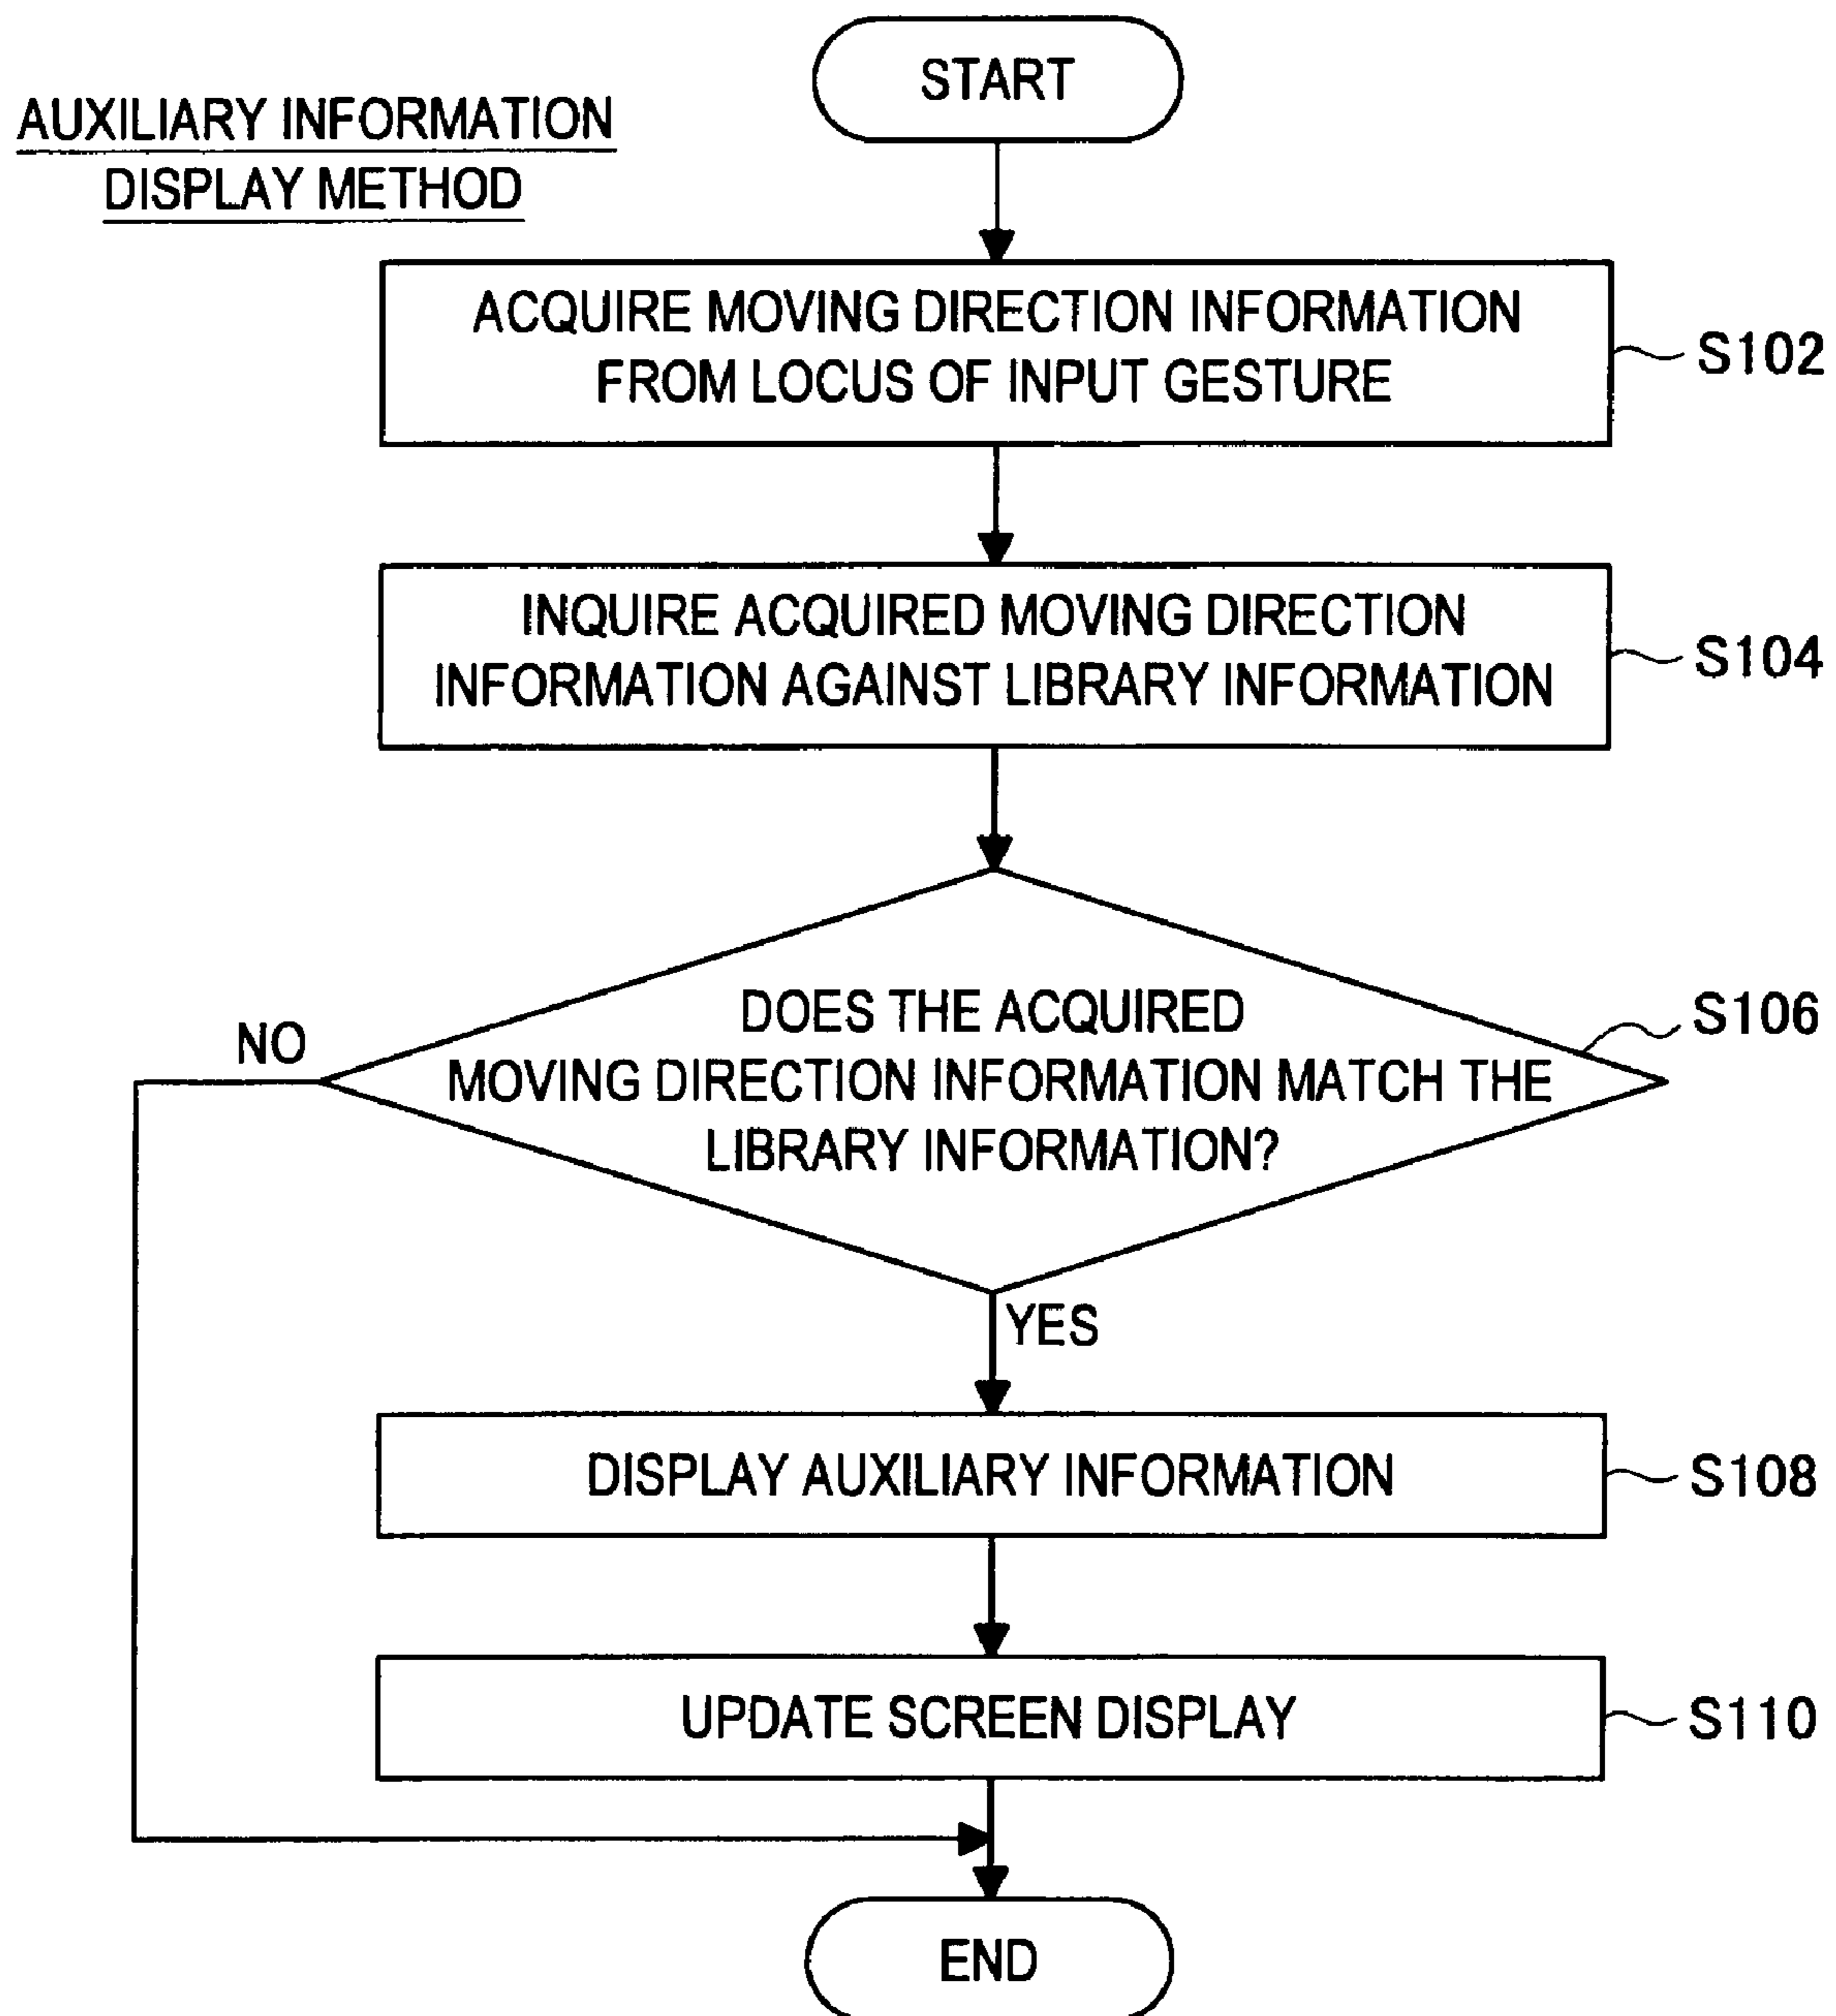 START
AUXILIARY INFORMATION
DISPLAY METHOD
ACQUIRE MOVING DIRECTION INFORMATION
FROM LOCUS OF INPUT GESTURE
S102
INQUIRE ACQUIRED MOVING DIRECTION
INFORMATION AGAINST LIBRARY INFORMATION
S104
DOES THE ACQUIRED
MOVING DIRECTION INFORMATION MATCH THE
LIBRARY INFORMATION?
S106
NO
YES
DISPLAY AUXILIARY INFORMATION
S108
UPDATE SCREEN DISPLAY
S110
END